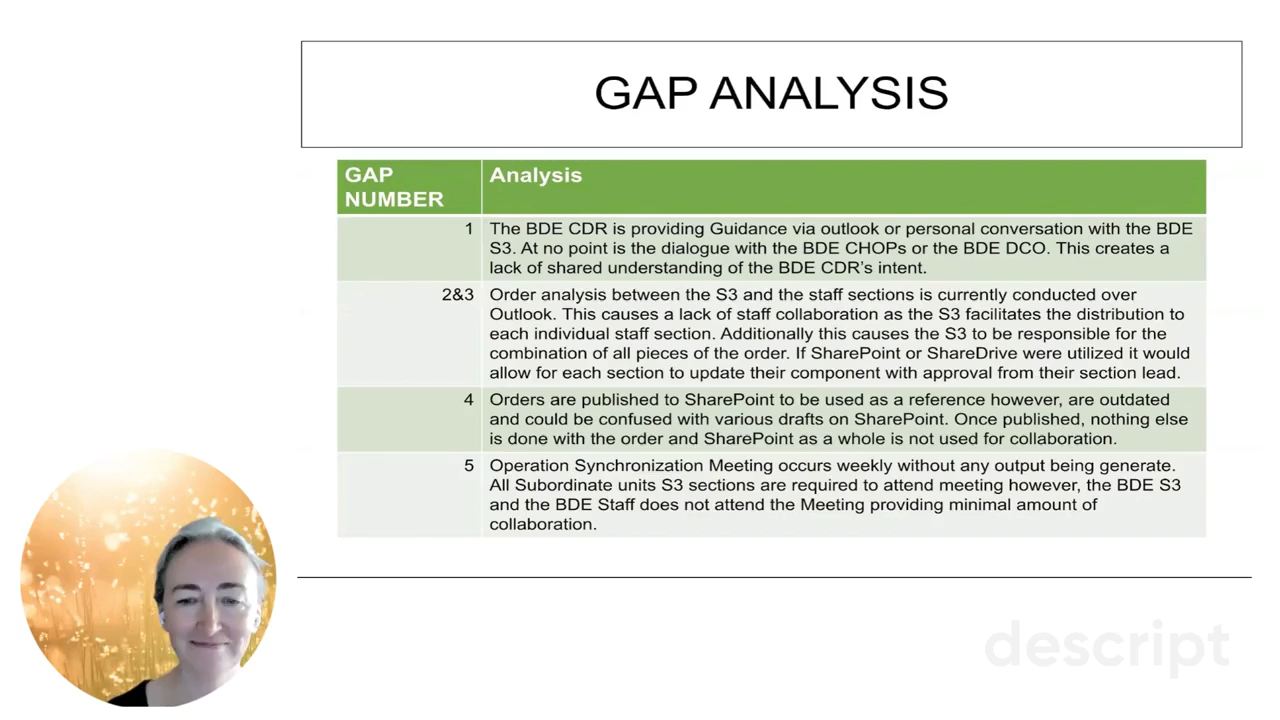 GAP ANALYSIS
GAP
NUMBER
Analysis
1
The BDE CDR is providing Guidance via outlook or personal conversation with the BDE
S3. At no point is the dialogue with the BDE CHOPs or the BDE DCO. This creates a
lack of shared understanding of the BDE CDR's intent.
2&3
Order analysis between the S3 and the staff sections is currently conducted over
Outlook. This causes a lack of staff collaboration as the S3 facilitates the distribution to
each individual staff section. Additionally this causes the S3 to be responsible for the
combination of all pieces of the order. If SharePoint or ShareDrive were utilized it would
allow for each section to update their component with approval from their section lead.
4
Orders are published to SharePoint to be used as a reference however, are outdated
and could be confused with various drafts on SharePoint. Once published, nothing else
is done with the order and SharePoint as a whole is not used for collaboration.
5
Operation Synchronization Meeting occurs weekly without any output being generate.
All Subordinate units S3 sections are required to attend meeting however, the BDE S3
and the BDE Staff does not attend the Meeting providing minimal amount of
collaboration.
descript